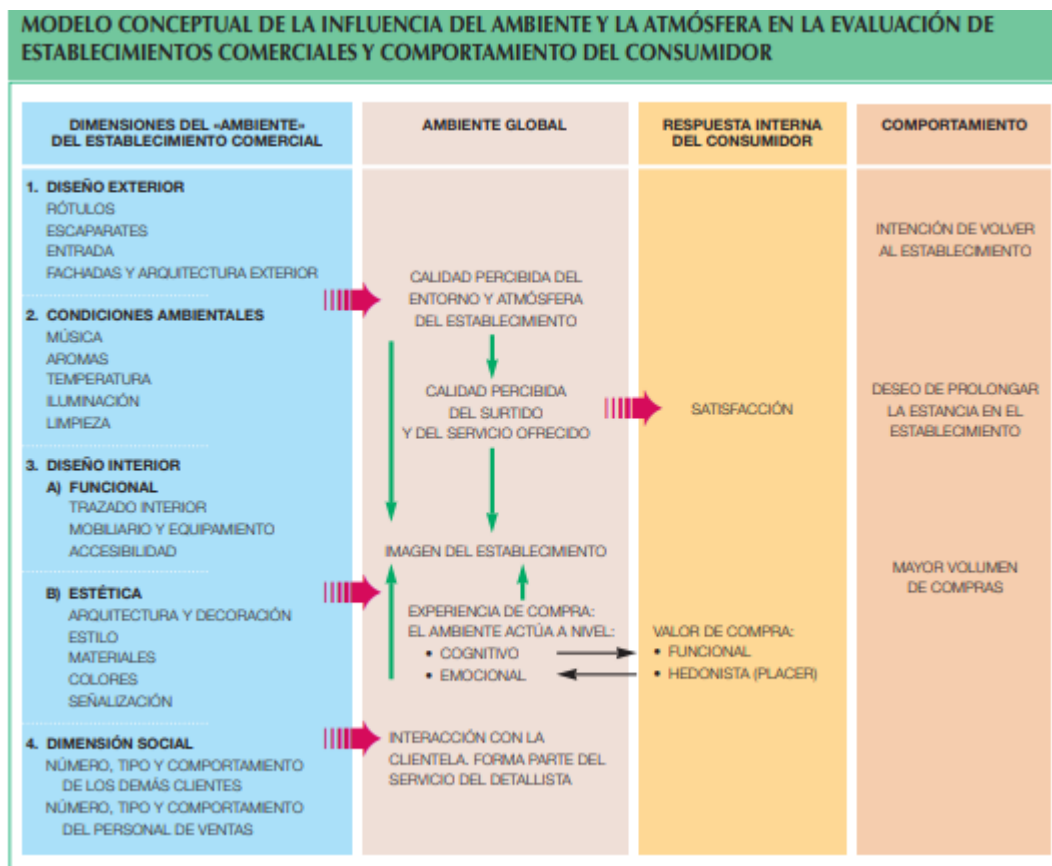 MODELO CONCEPTUAL DE LA INFLUENCIA DEL AMBIENTE Y LA ATMÓSFERA EN LA EVALUACIÓN DE
ESTABLECIMIENTOS COMERCIALES Y COMPORTAMIENTO DEL CONSUMIDOR
DIMENSIONES DEL «AMBIENTE»
DEL ESTABLECIMIENTO COMERCIAL
1. DISEÑO EXTERIOR
RÓTULOS
ESCAPARATES
ENTRADA
FACHADAS Y ARQUITECTURA EXTERIOR
2. CONDICIONES AMBIENTALES
MÚSICA
AROMAS
TEMPERATURA
ILUMINACIÓN
LIMPIEZA
3. DISEÑO INTERIOR
A) FUNCIONAL
TRAZADO INTERIOR
MOBILIARIO Y EQUIPAMIENTO
ACCESIBILIDAD
B) ESTÉTICA
ARQUITECTURA Y DECORACIÓN
ESTILO
MATERIALES
COLORES
SEÑALIZACIÓN
4. DIMENSIÓN SOCIAL
NÚMERO, TIPO Y COMPORTAMIENTO
DE LOS DEMÁS CLIENTES
NÚMERO, TIPO Y COMPORTAMIENTO
DEL PERSONAL DE VENTAS
AMBIENTE GLOBAL
CALIDAD PERCIBIDA DEL
ENTORNO Y ATMÓSFERA
DEL ESTABLECIMIENTO
CALIDAD PERCIBIDA
DEL SURTIDO
Y DEL SERVICIO OFRECIDO
IMAGEN DEL ESTABLECIMIENTO
EXPERIENCIA DE COMPRA:
EL AMBIENTE ACTÚA A NIVEL:
• COGNITIVO
• EMOCIONAL
INTERACCIÓN CON LA
CLIENTELA. FORMA PARTE DEL
SERVICIO DEL DETALLISTA
RESPUESTA INTERNA
DEL CONSUMIDOR
SATISFACCIÓN
VALOR DE COMPRA:
• FUNCIONAL
• HEDONISTA (PLACER)
COMPORTAMIENTO
INTENCIÓN DE VOLVER
AL ESTABLECIMIENTO
DESEO DE PROLONGAR
LA ESTANCIA EN EL
ESTABLECIMIENTO
MAYOR VOLUMEN
DE COMPRAS